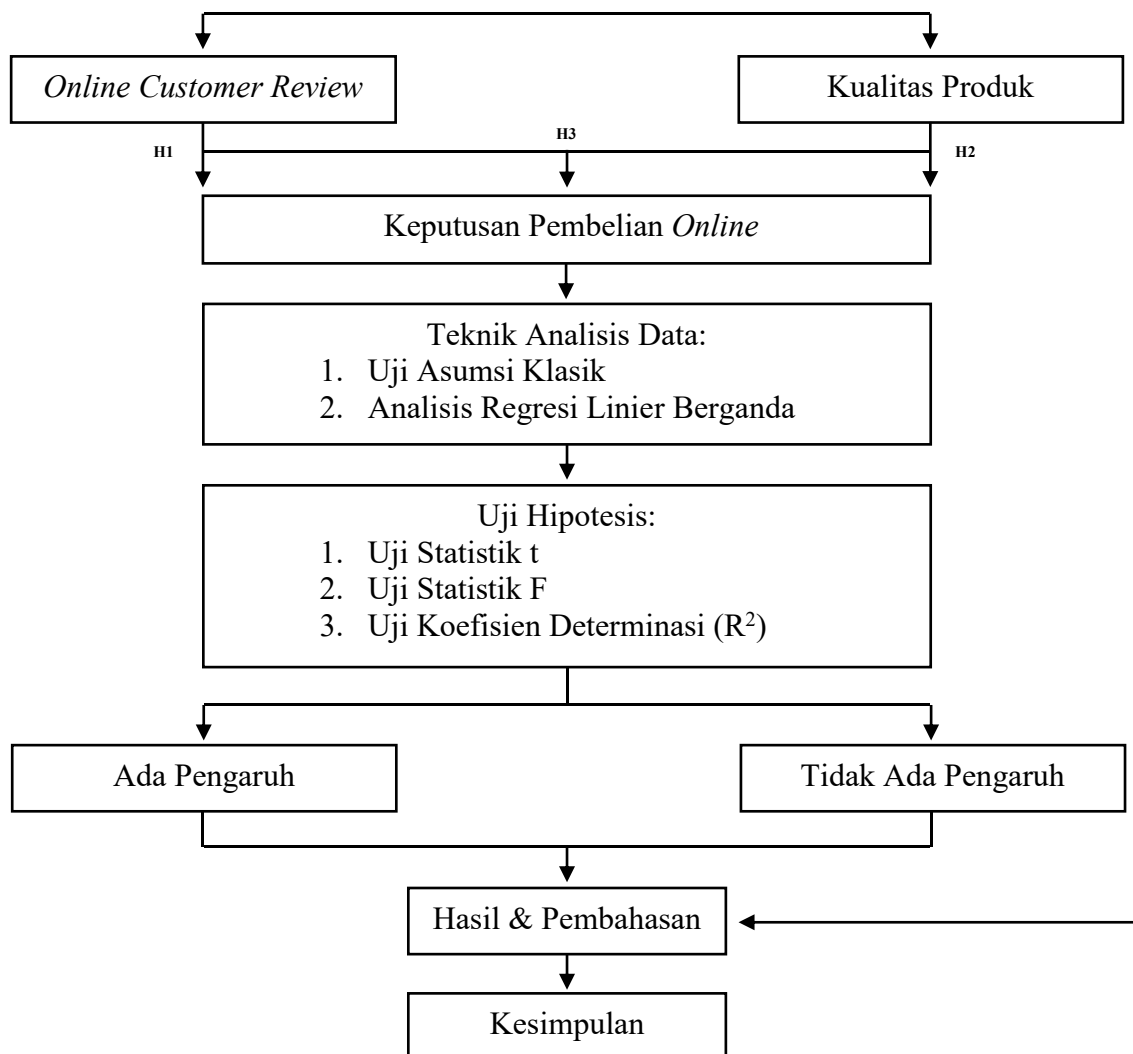 Online Customer Review
Kualitas Produk
H3
H1
H2
Keputusan Pembelian Online
Teknik Analisis Data:
1. Uji Asumsi Klasik
2. Analisis Regresi Linier Berganda
Uji Hipotesis:
1. Uji Statistik t
2. Uji Statistik F
3. Uji Koefisien Determinasi (R²)
Ada Pengaruh
Tidak Ada Pengaruh
Hasil & Pembahasan
Kesimpulan